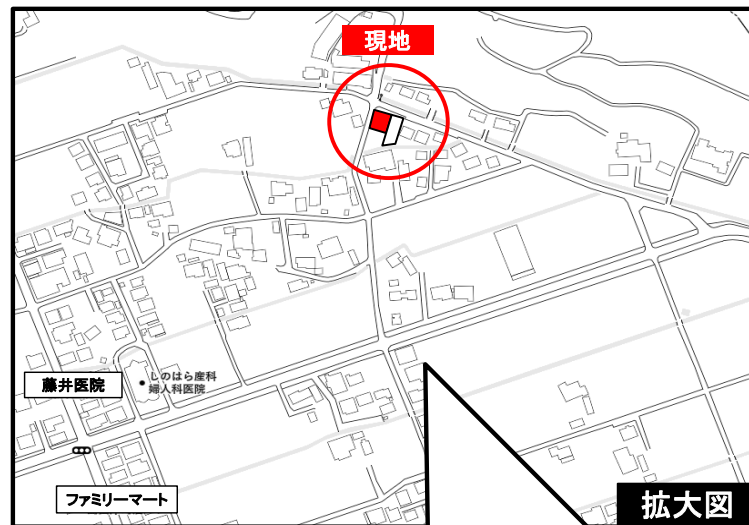 現地
藤井医院
しのはら産科
婦人科医院
ファミリーマート
拡大図